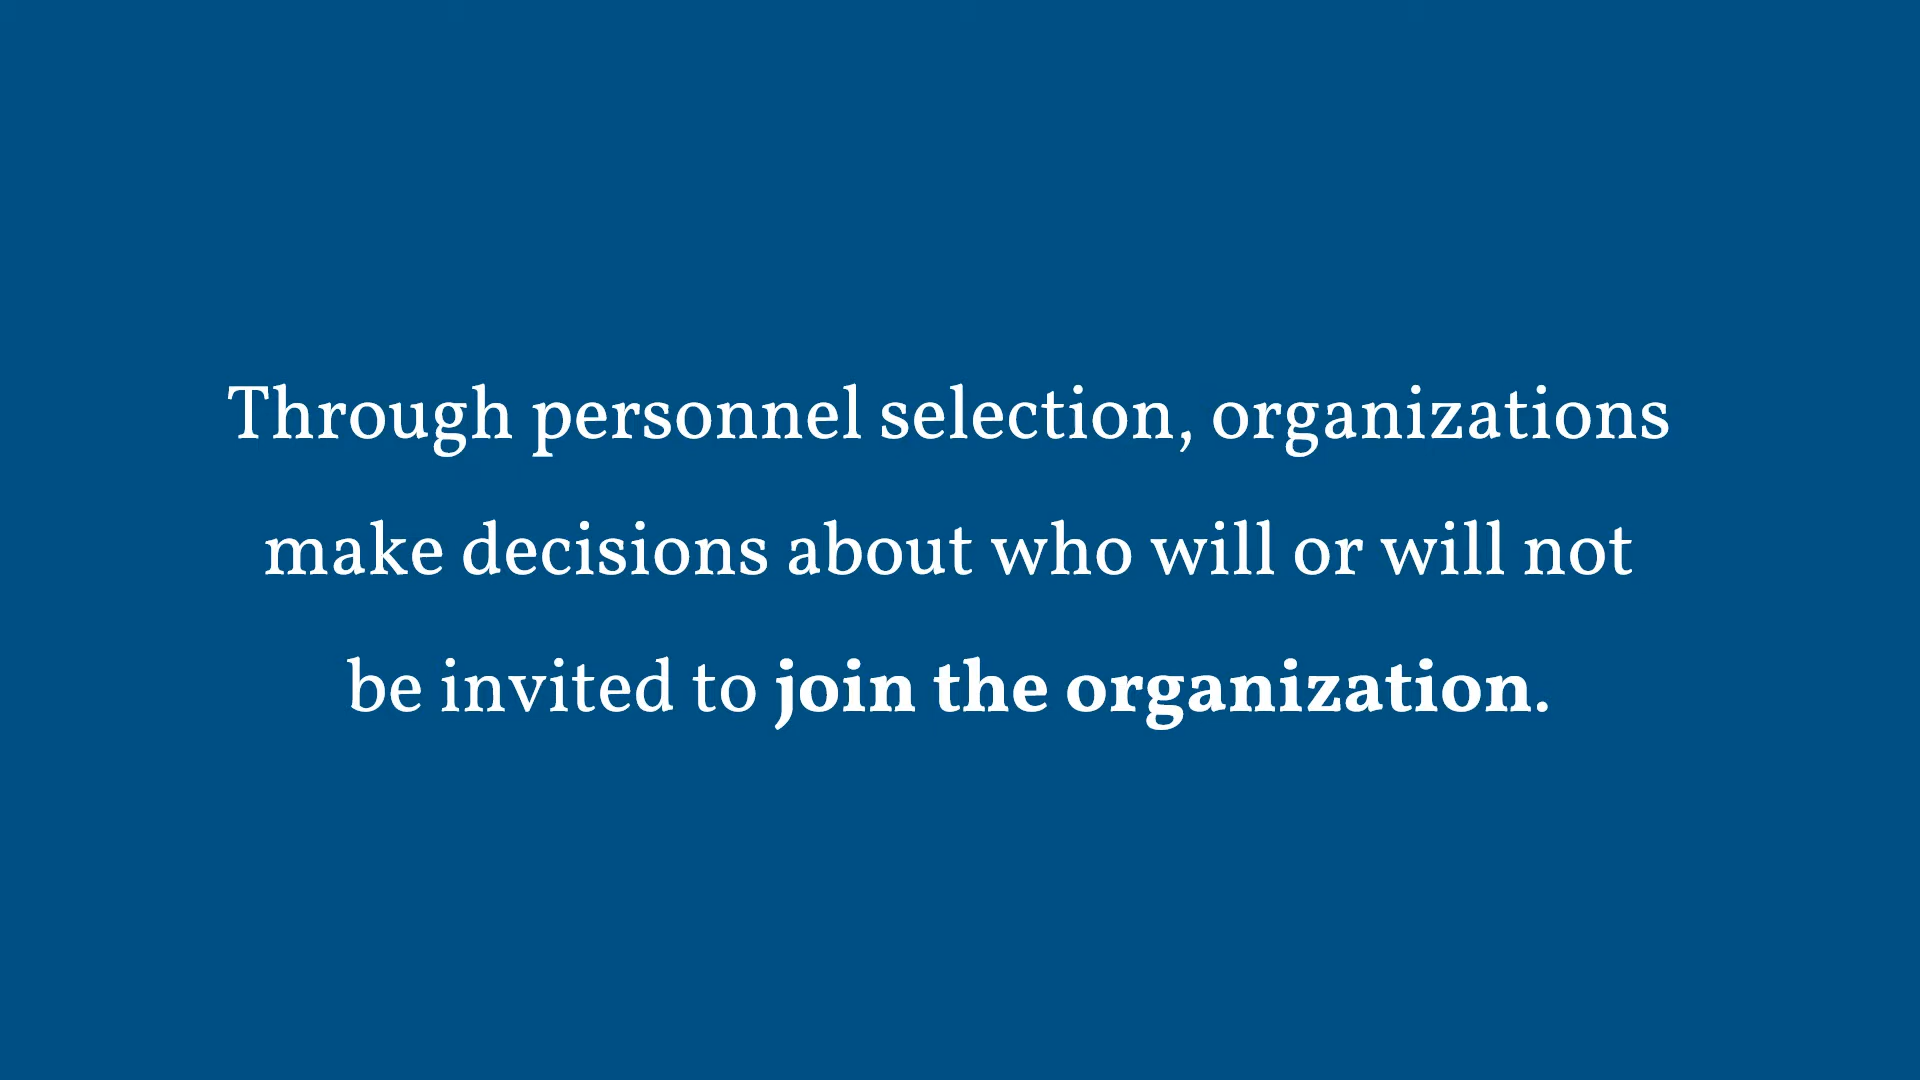 Through personnel selection, organizations
make decisions about who will or will not
be invited to join the organization.